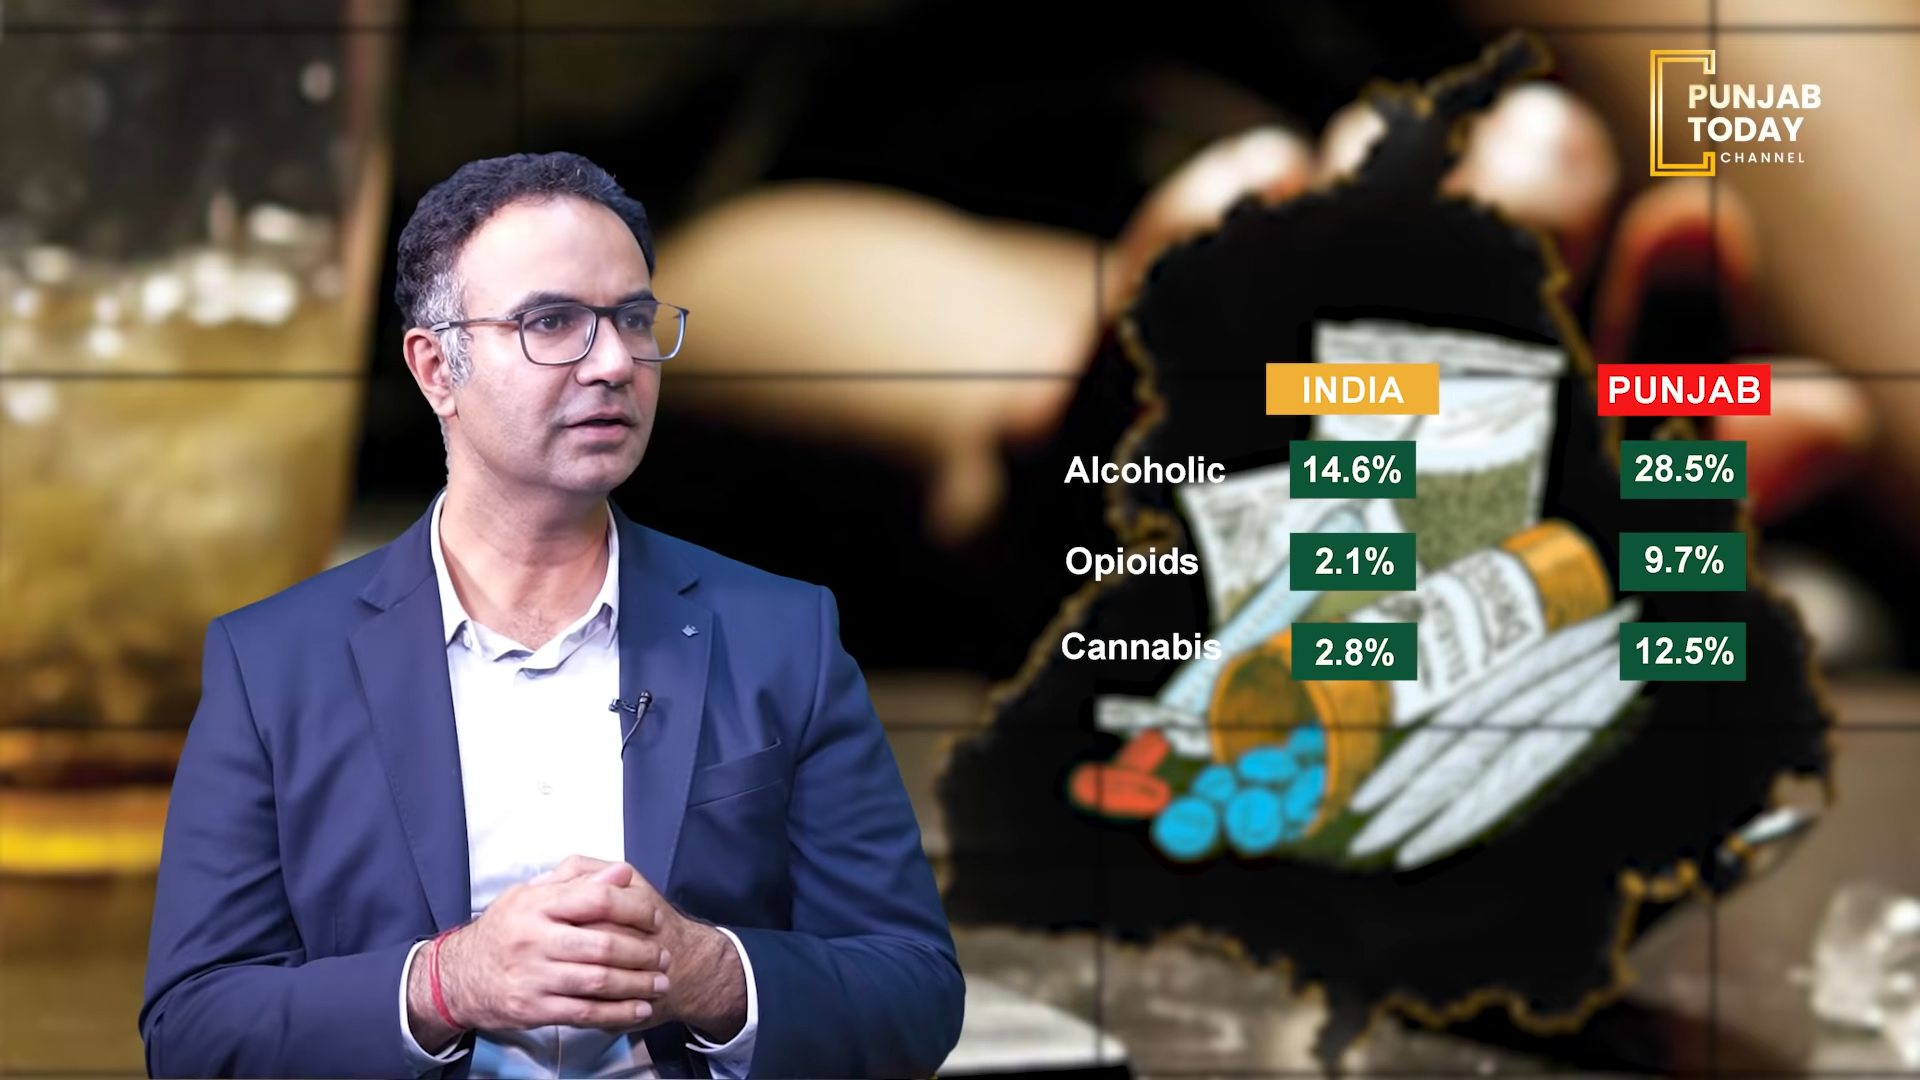 PUNJAB
TODAY
CHANNEL
INDIA PUNJAB
Alcoholic 14.6% 28.5%
Opioids 2.1% 9.7%
Cannabis 2.8% 12.5%